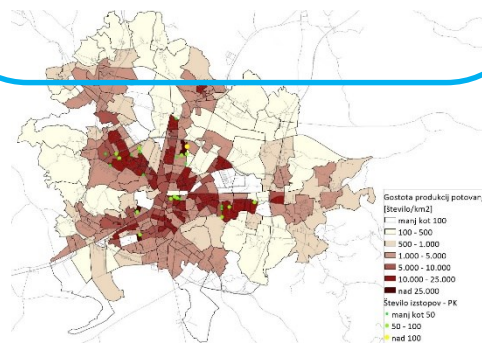 Gostota produkcij potovanj
[število/km2]
manj kot 100
100 - 500
500 - 1.000
1.000 - 5.000
5.000 - 10.000
10.000 - 25.000
nad 25.000
Število izstopov - PK
manj kot 50
50 - 100
nad 100